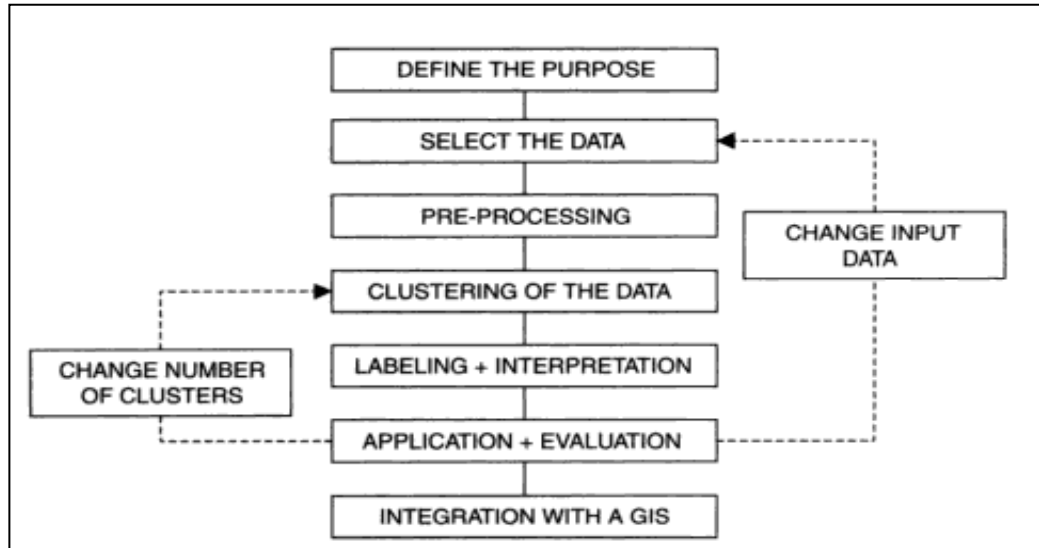 DEFINE THE PURPOSE
SELECT THE DATA
PRE-PROCESSING
CHANGE INPUT
DATA
CLUSTERING OF THE DATA
CHANGE NUMBER
OF CLUSTERS
LABELING + INTERPRETATION
APPLICATION + EVALUATION
INTEGRATION WITH A GIS